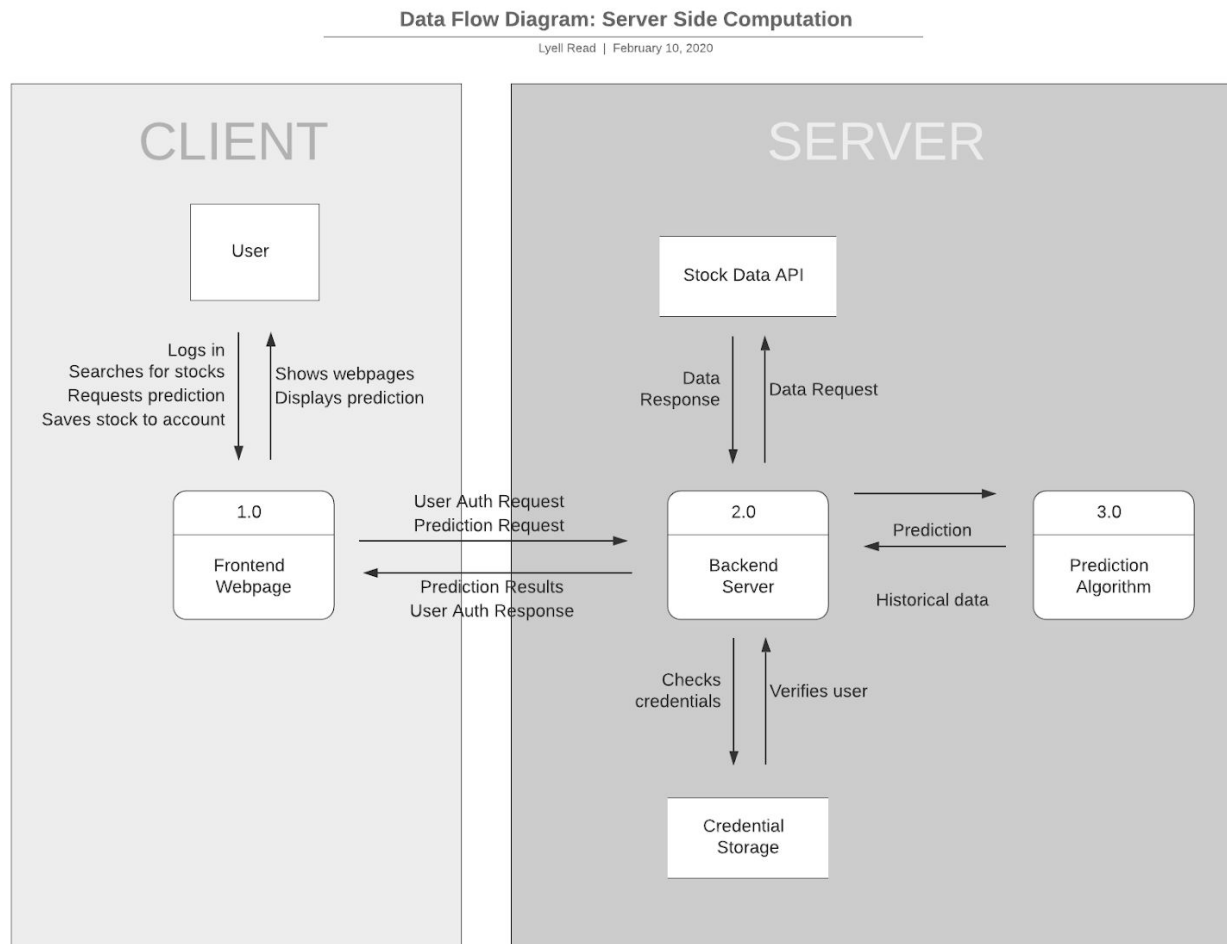 Data Flow Diagram: Server Side Computation
Lyell Read | February 10, 2020
CLIENT
User
Logs in
Searches for stocks
Requests prediction
Saves stock to account
Shows webpages
Displays prediction
1.0
Frontend
Webpage
User Auth Request
Prediction Request
Prediction Results
User Auth Response
SERVER
Stock Data API
Data
Response
Data Request
2.0
Backend
Server
Prediction
Historical data
3.0
Prediction
Algorithm
Checks
credentials
Verifies user
Credential
Storage